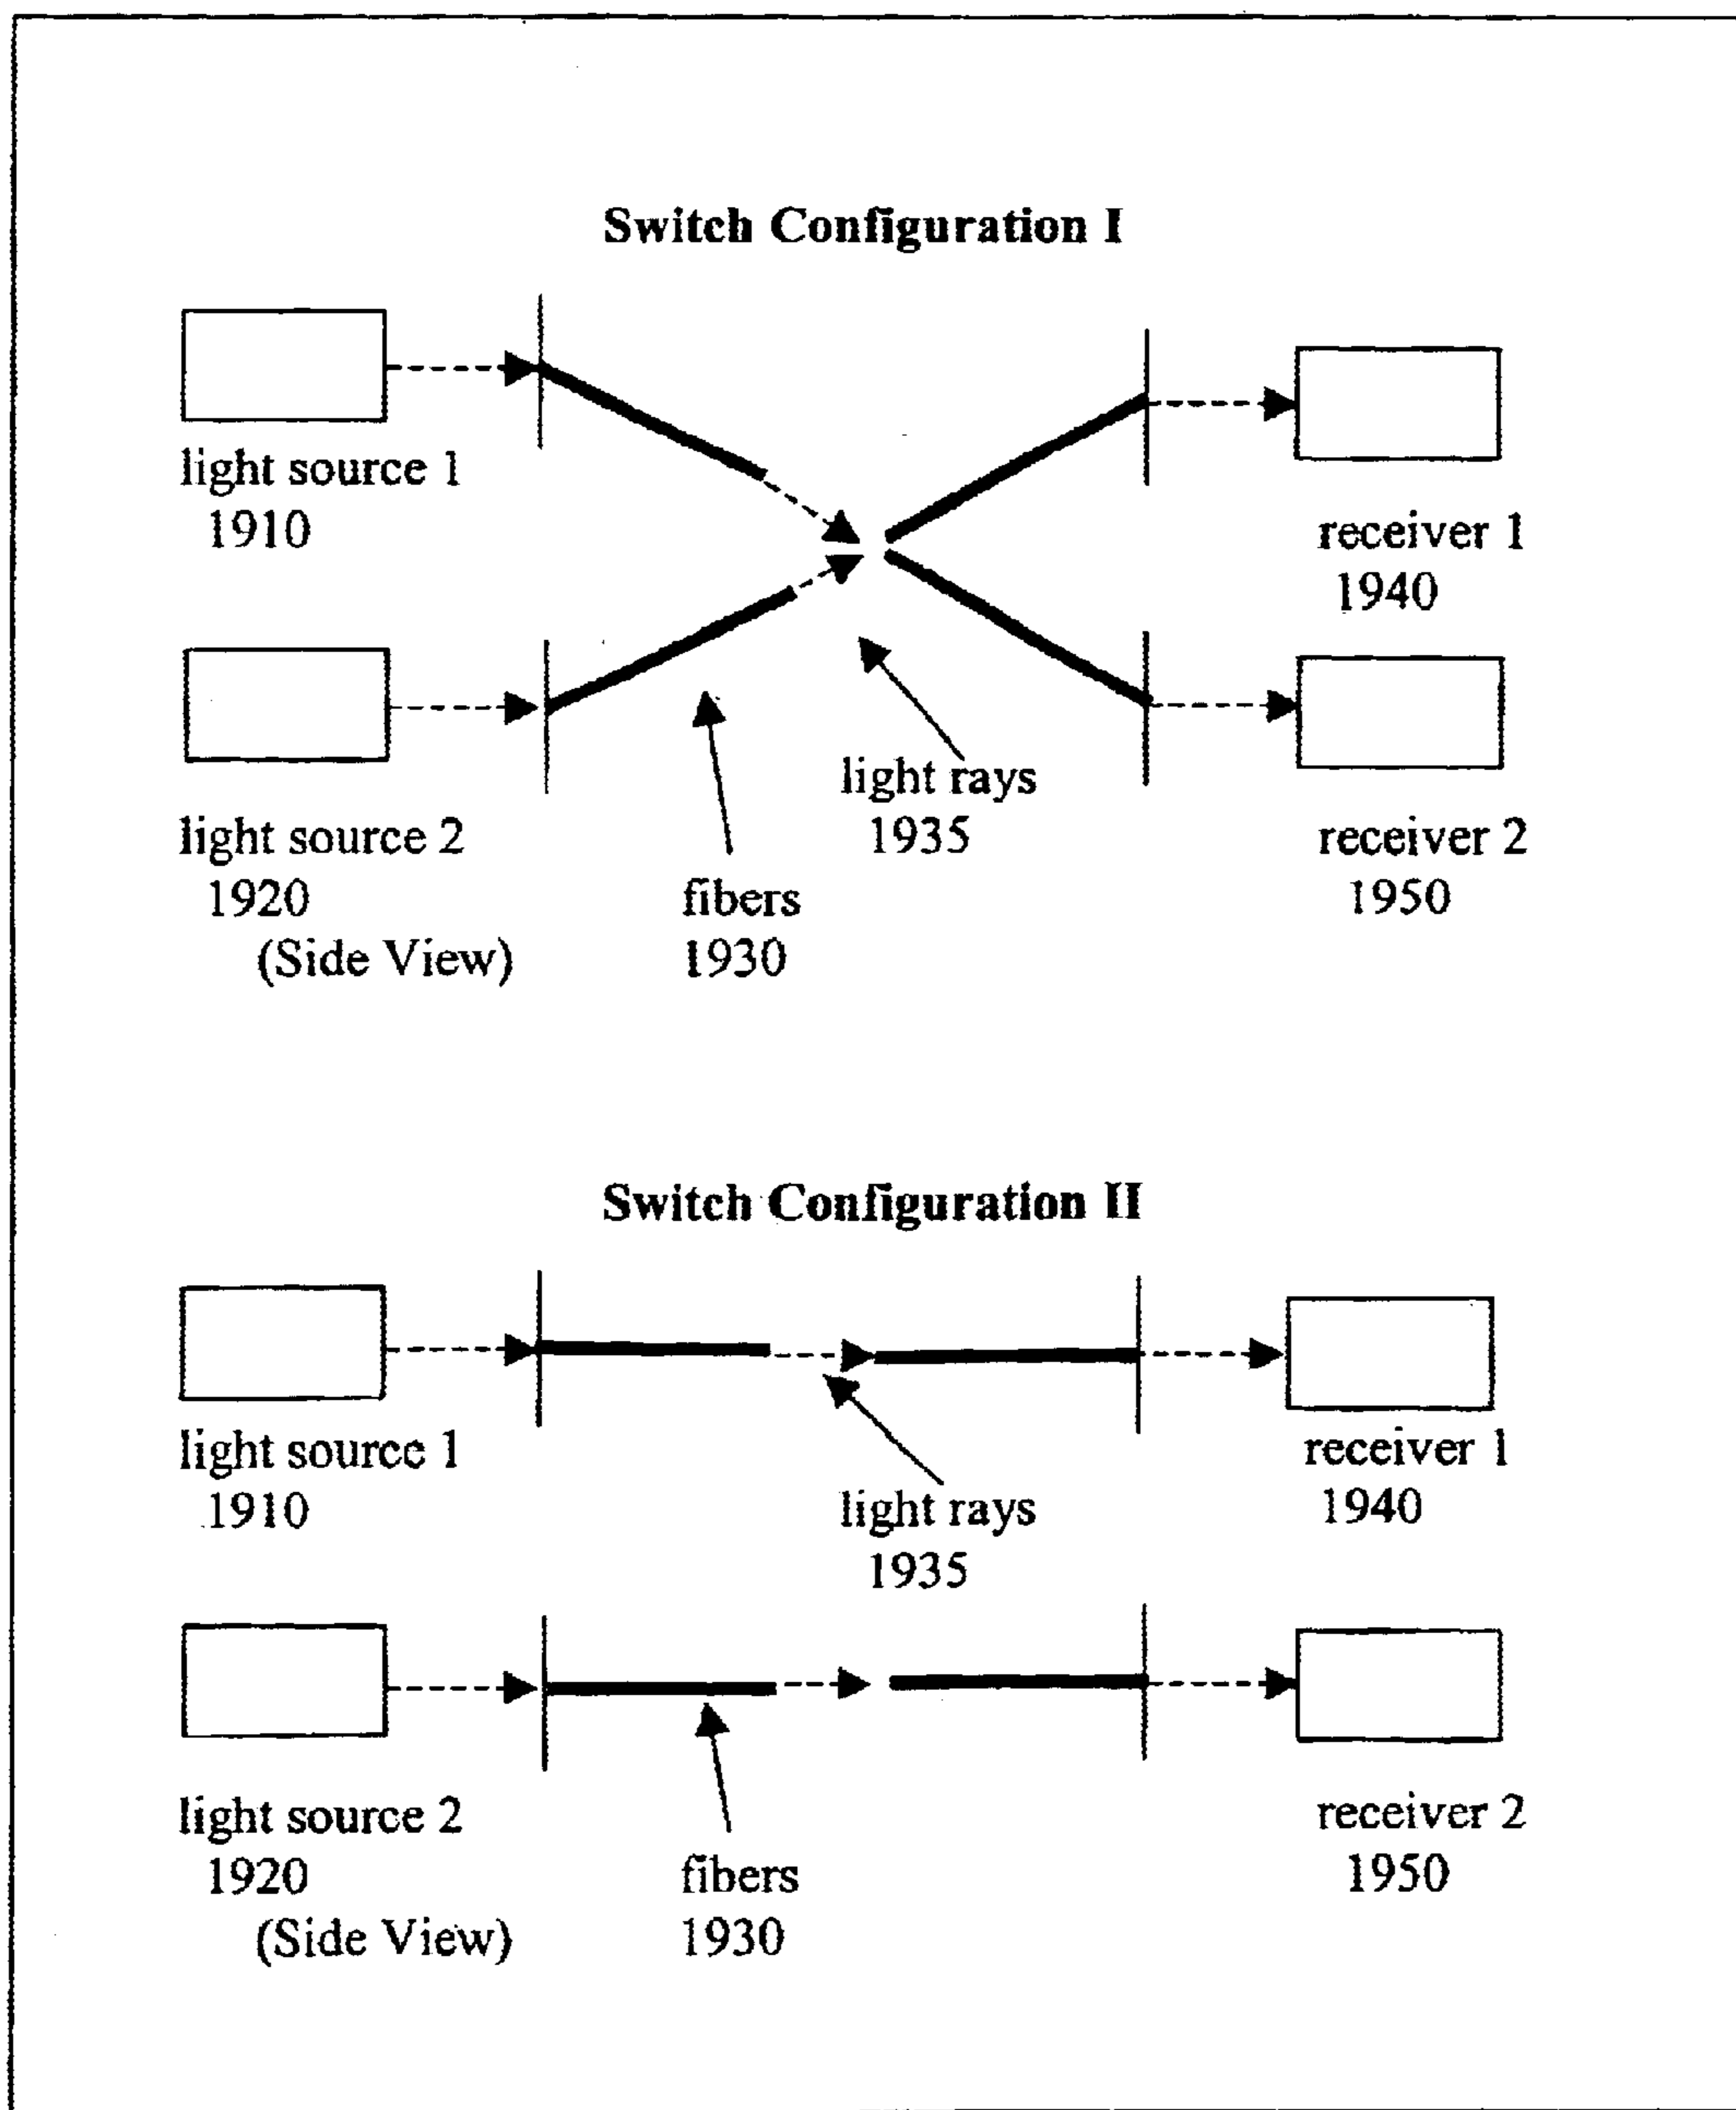 Switch Configuration I
light source 1
1910
receiver 1
1940
light rays
1935
light source 2
1920
(Side View)
fibers
1930
receiver 2
1950
Switch Configuration II
light source 1
1910
light rays
1935
receiver 1
1940
light source 2
1920
(Side View)
fibers
1930
receiver 2
1950